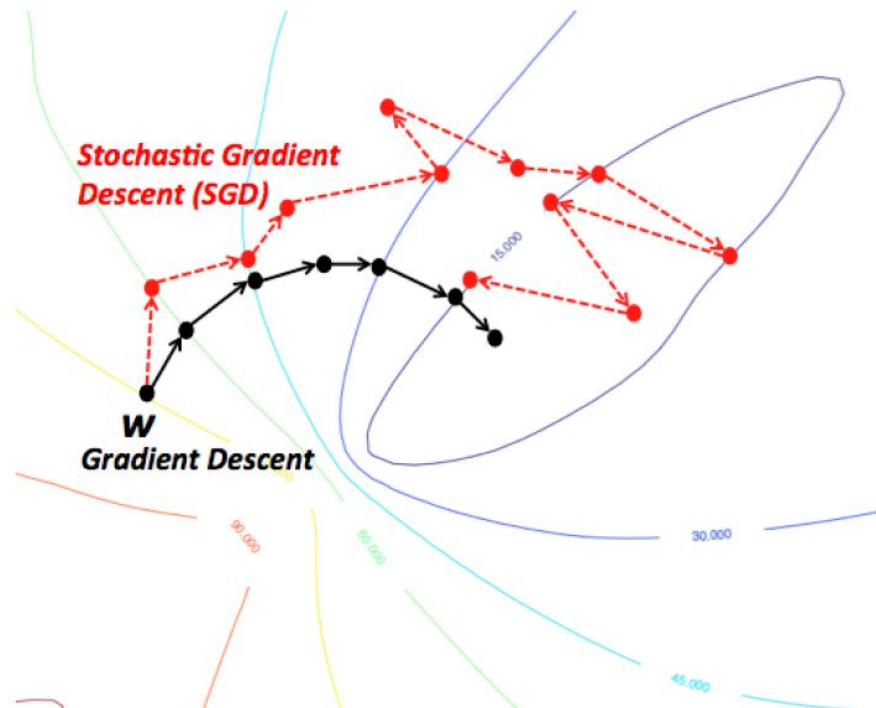 Stochastic Gradient
Descent (SGD)
15,000
W
Gradient Descent
90,000
60,000
30,000
45,000